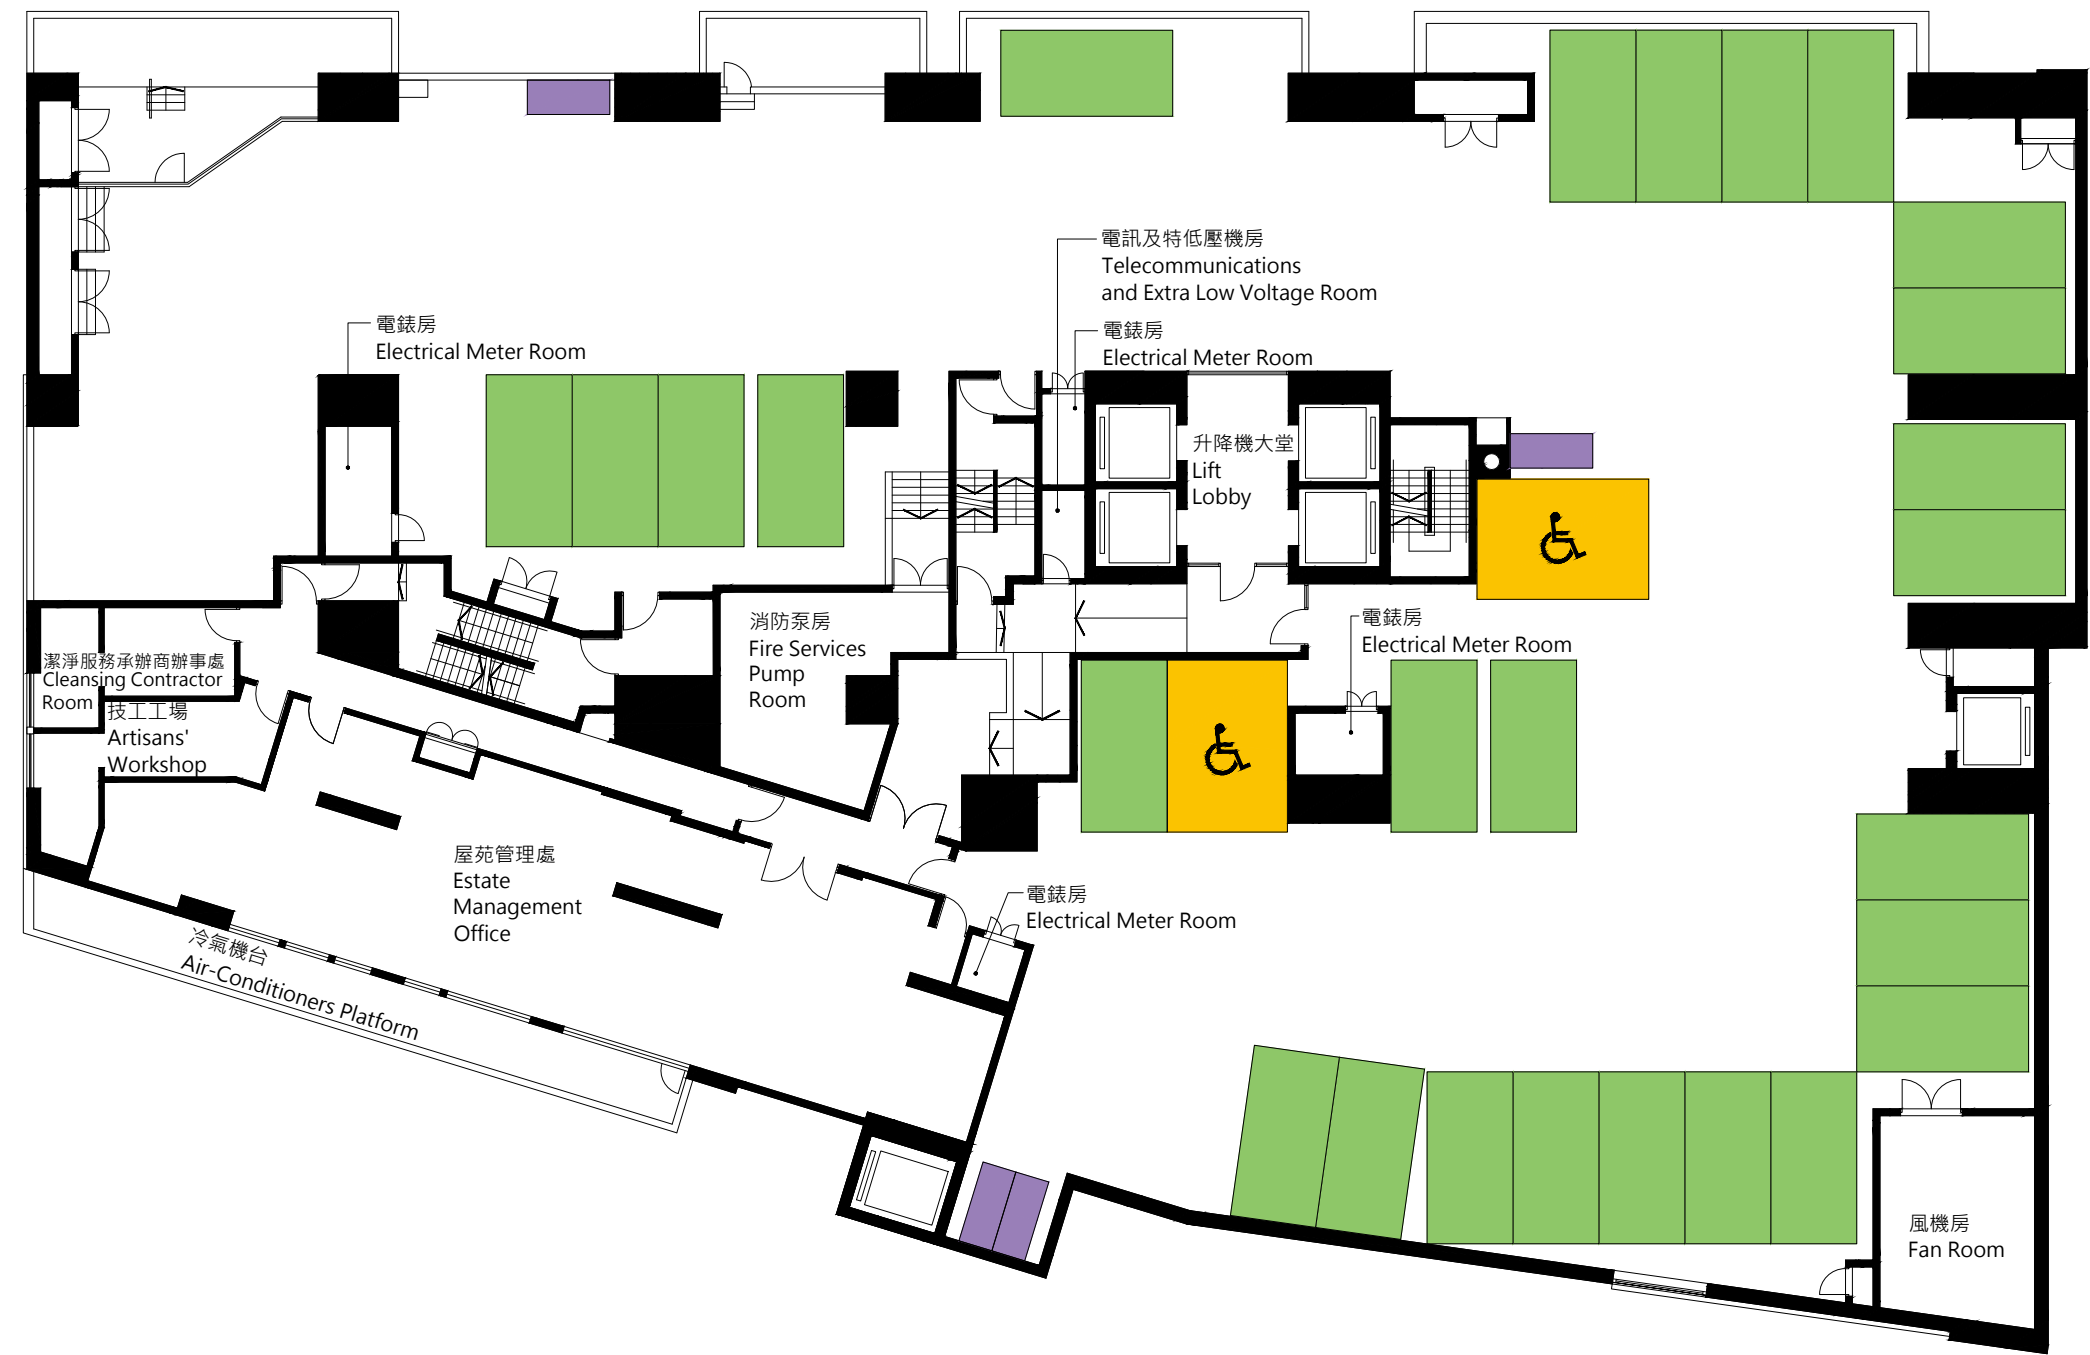 電訊及特低壓機房
Telecommunications
and Extra Low Voltage Room
電錶房
Electrical Meter Room
電錶房
Electrical Meter Room
升降機大堂
Lift
Lobby
消防泵房
Fire Services
Pump
Room
電錶房
Electrical Meter Room
潔淨服務承辦商辦事處
Cleansing Contractor
Room
技工工場
Artisans'
Workshop
屋苑管理處
Estate
Management
Office
電錶房
Electrical Meter Room
冷氣機台
Air-Conditioners Platform
風機房
Fan Room